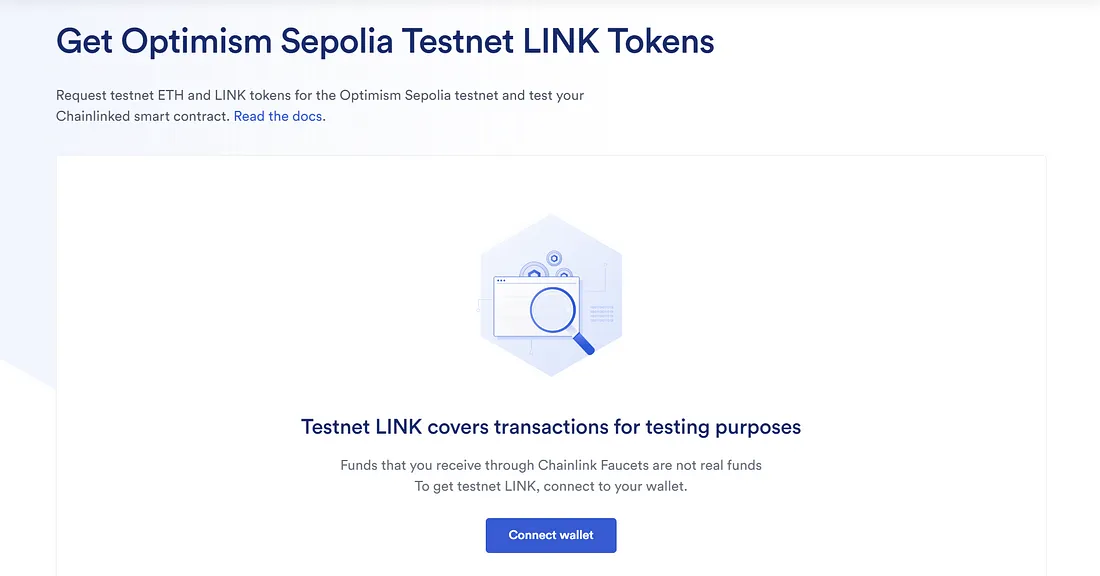 Get Optimism Sepolia Testnet LINK Tokens
Request testnet ETH and LINK tokens for the Optimism Sepolia testnet and test your
Chainlinked smart contract. Read the docs.
Testnet LINK covers transactions for testing purposes
Funds that you receive through Chainlink Faucets are not real funds
To get testnet LINK, connect to your wallet.
Connect wallet